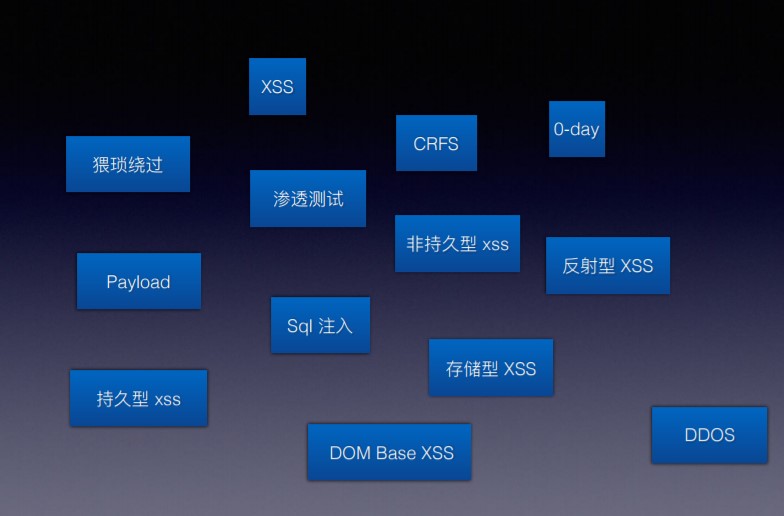 XSS
0-day
CRFS
猥琐绕过
渗透测试
非持久型 xss
反射型 XSS
Payload
Sql 注入
存储型 XSS
持久型 xss
DDOS
DOM Base XSS